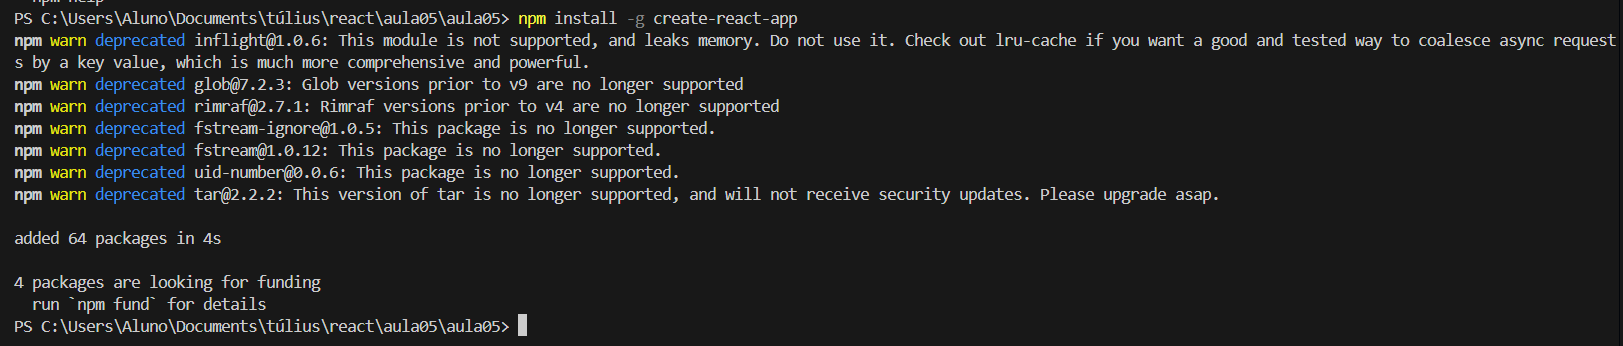 npm help
PS C:\Users\Aluno\Documents\túlius\react\aula05\aula05> npm install -g create-react-app
npm warn deprecated inflight@1.0.6: This module is not supported, and leaks memory. Do not use it. Check out lru-cache if you want a good and tested way to coalesce async request
s by a key value, which is much more comprehensive and powerful.
npm warn deprecated glob@7.2.3: Glob versions prior to v9 are no longer supported
npm warn deprecated rimraf@2.7.1: Rimraf versions prior to v4 are no longer supported
npm warn deprecated fstream-ignore@1.0.5: This package is no longer supported.
npm warn deprecated fstream@1.0.12: This package is no longer supported.
npm warn deprecated uid-number@0.0.6: This package is no longer supported.
npm warn deprecated tar@2.2.2: This version of tar is no longer supported, and will not receive security updates. Please upgrade asap.
added 64 packages in 4s
4 packages are looking for funding
run `npm fund` for details
PS C:\Users\Aluno\Documents\túlius\react\aula05\aula05>